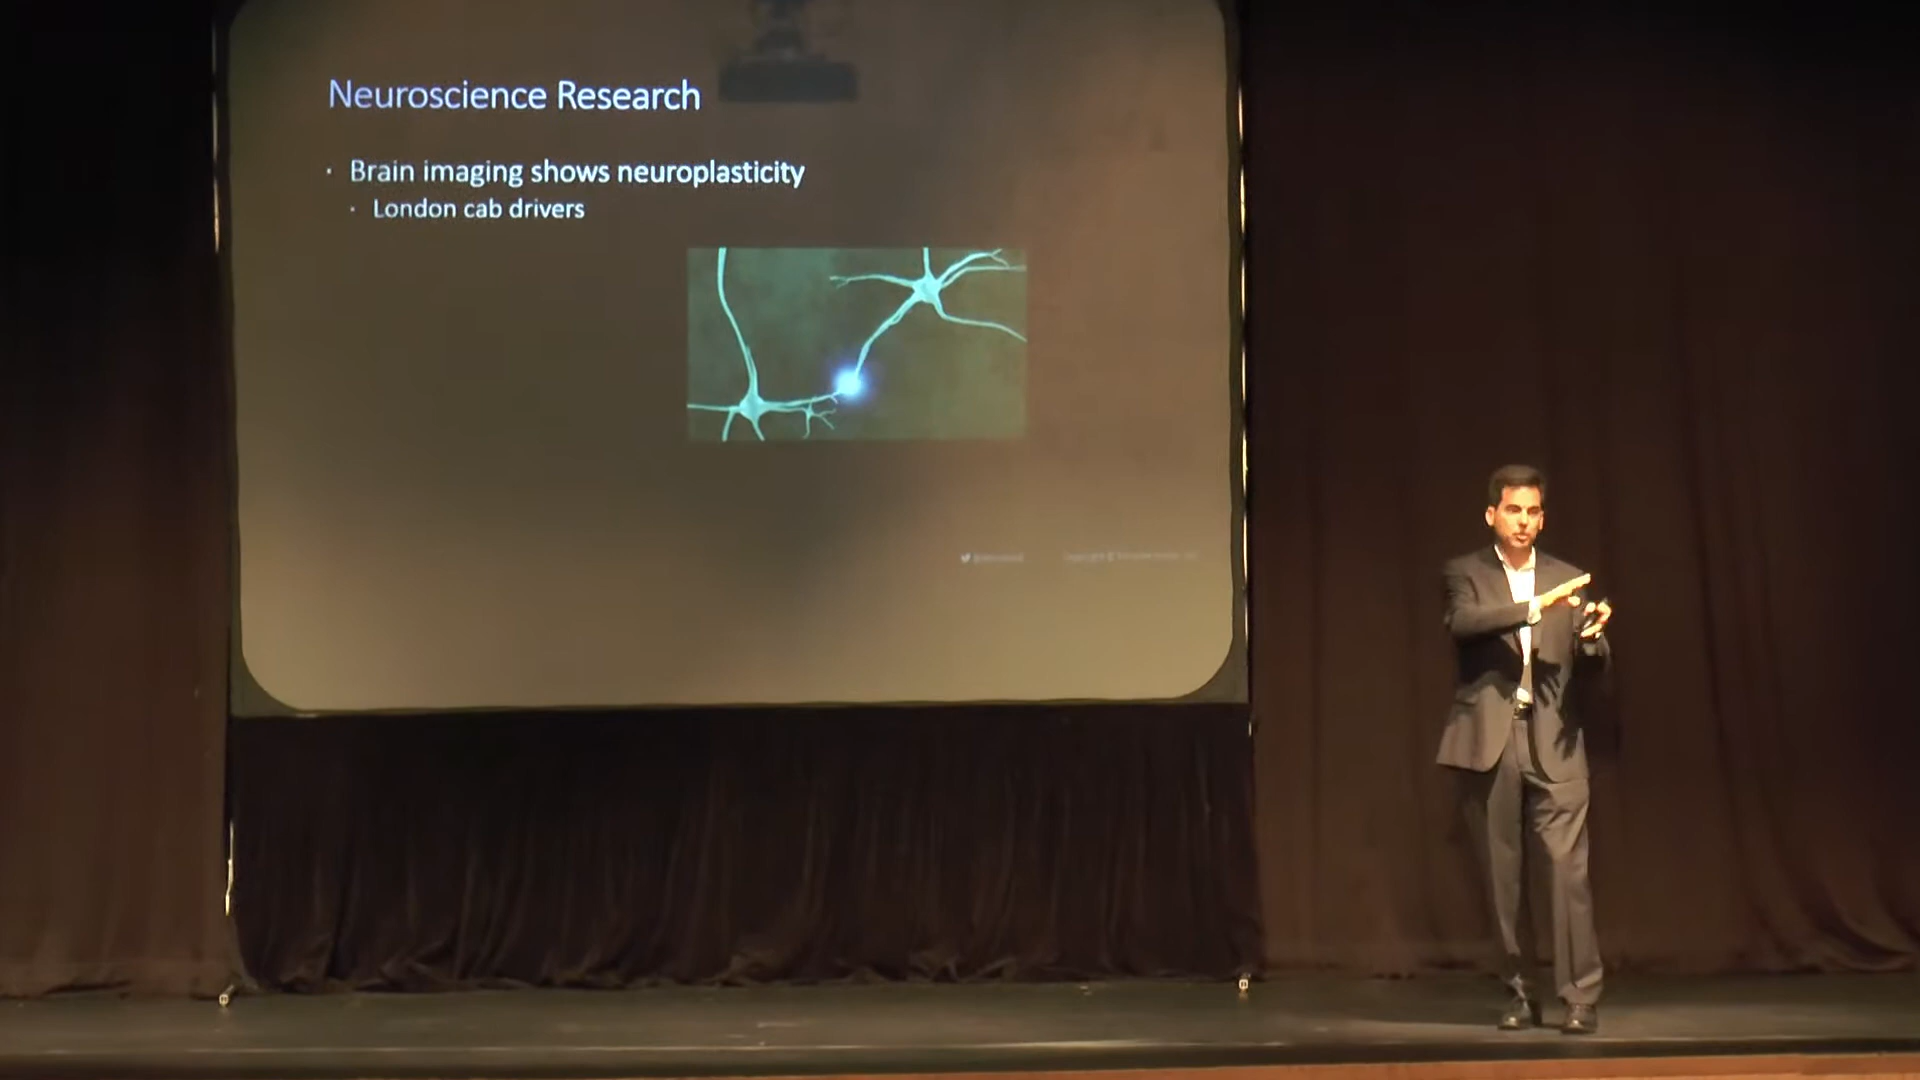 Neuroscience Research
· Brain imaging shows neuroplasticity
· London cab drivers